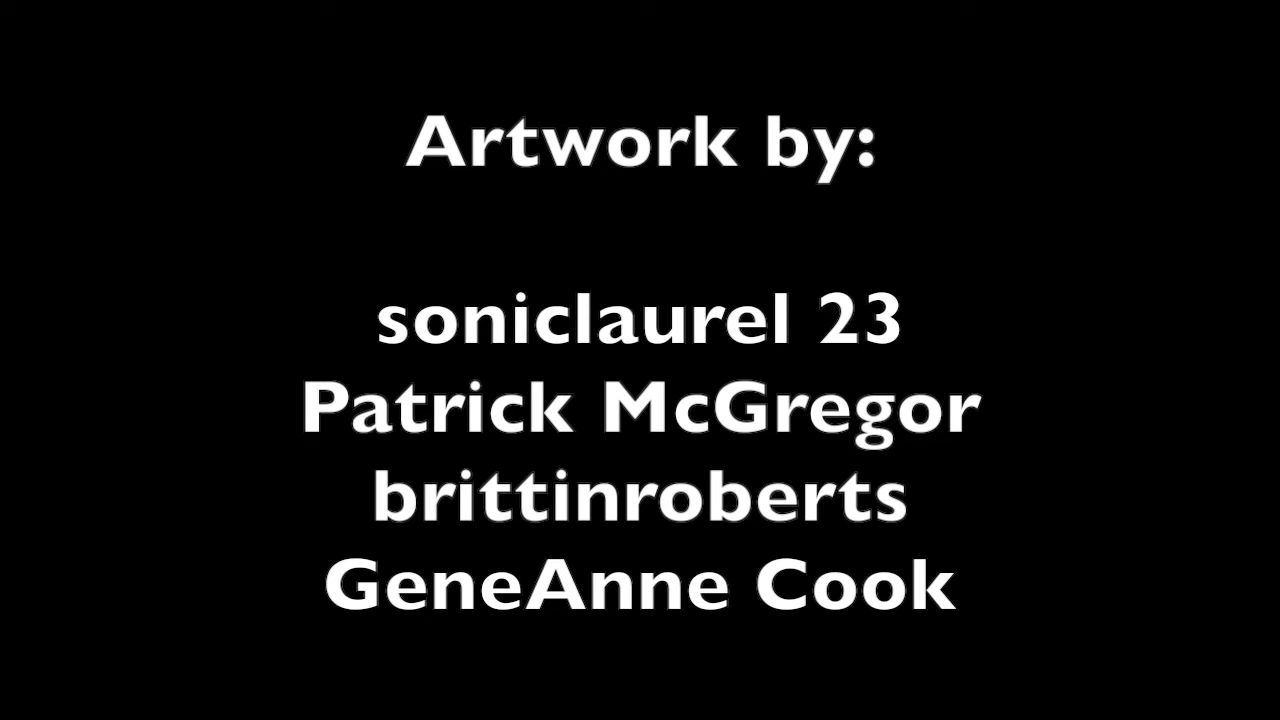 Artwork by:
soniclaurel 23
Patrick McGregor
brittinroberts
GeneAnne Cook